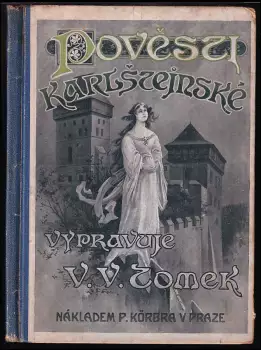 Pověsti
Karlštejnské
Vypravuje
V. V. Tomek
NÁKLADEM P. KÖRBRA V PRAZE